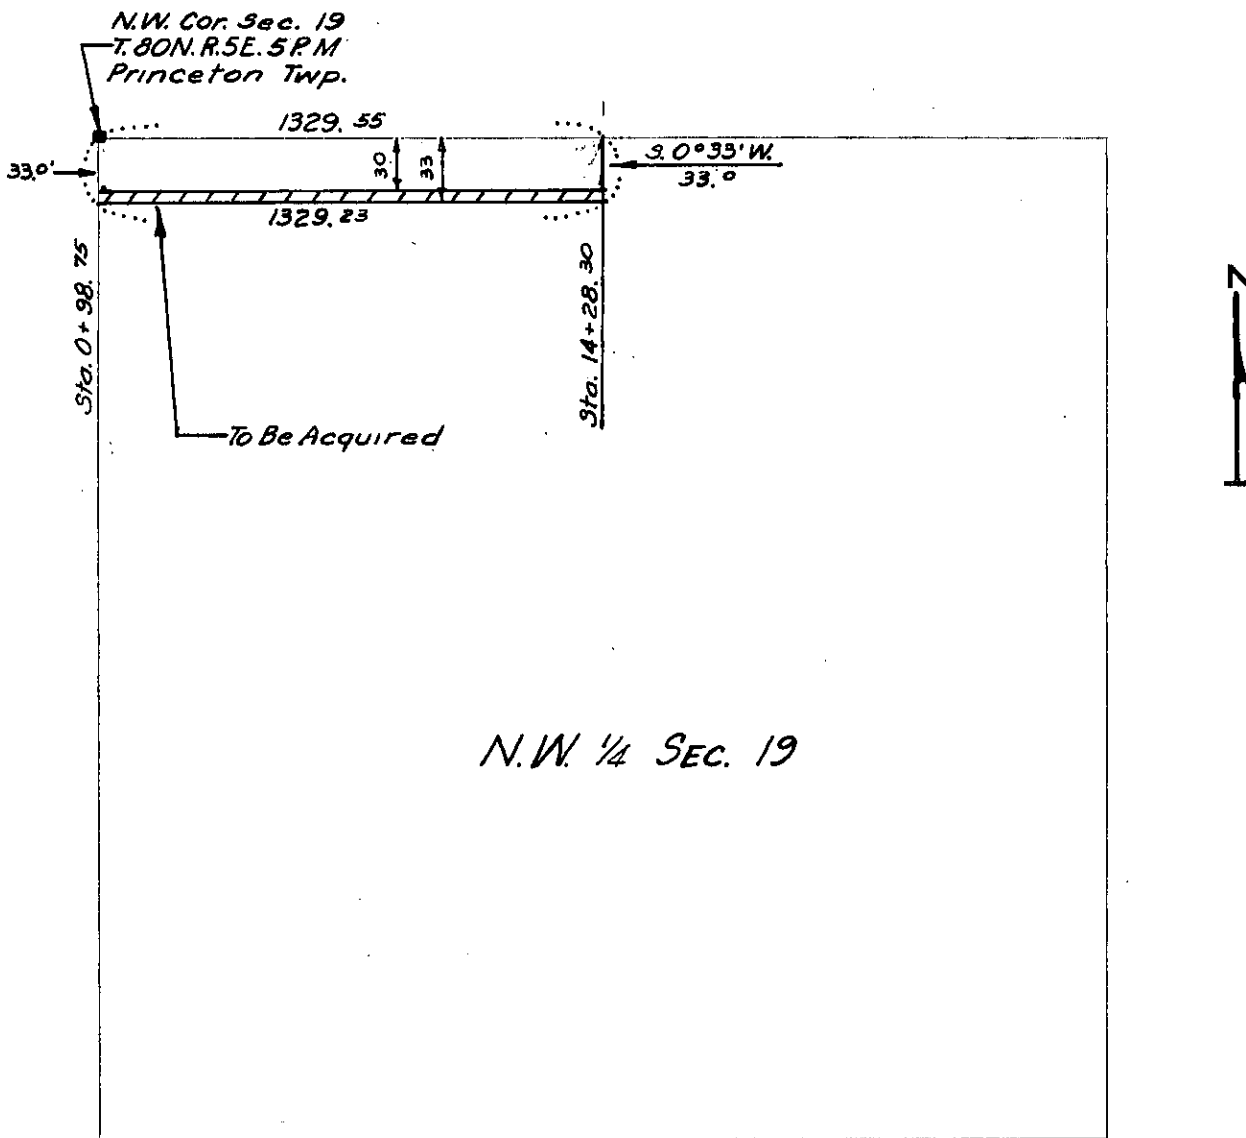 N.W. Cor. Sec. 19
T. 80N. R. 5E. 5 P. M
Princeton Twp.
1329.55
33.0'
30
33
S. 0°33' W.
33.0
1329.23
Sta. 0+98.75
Sta. 14+28.30
N
To Be Acquired
N.W. 1/4 SEC. 19